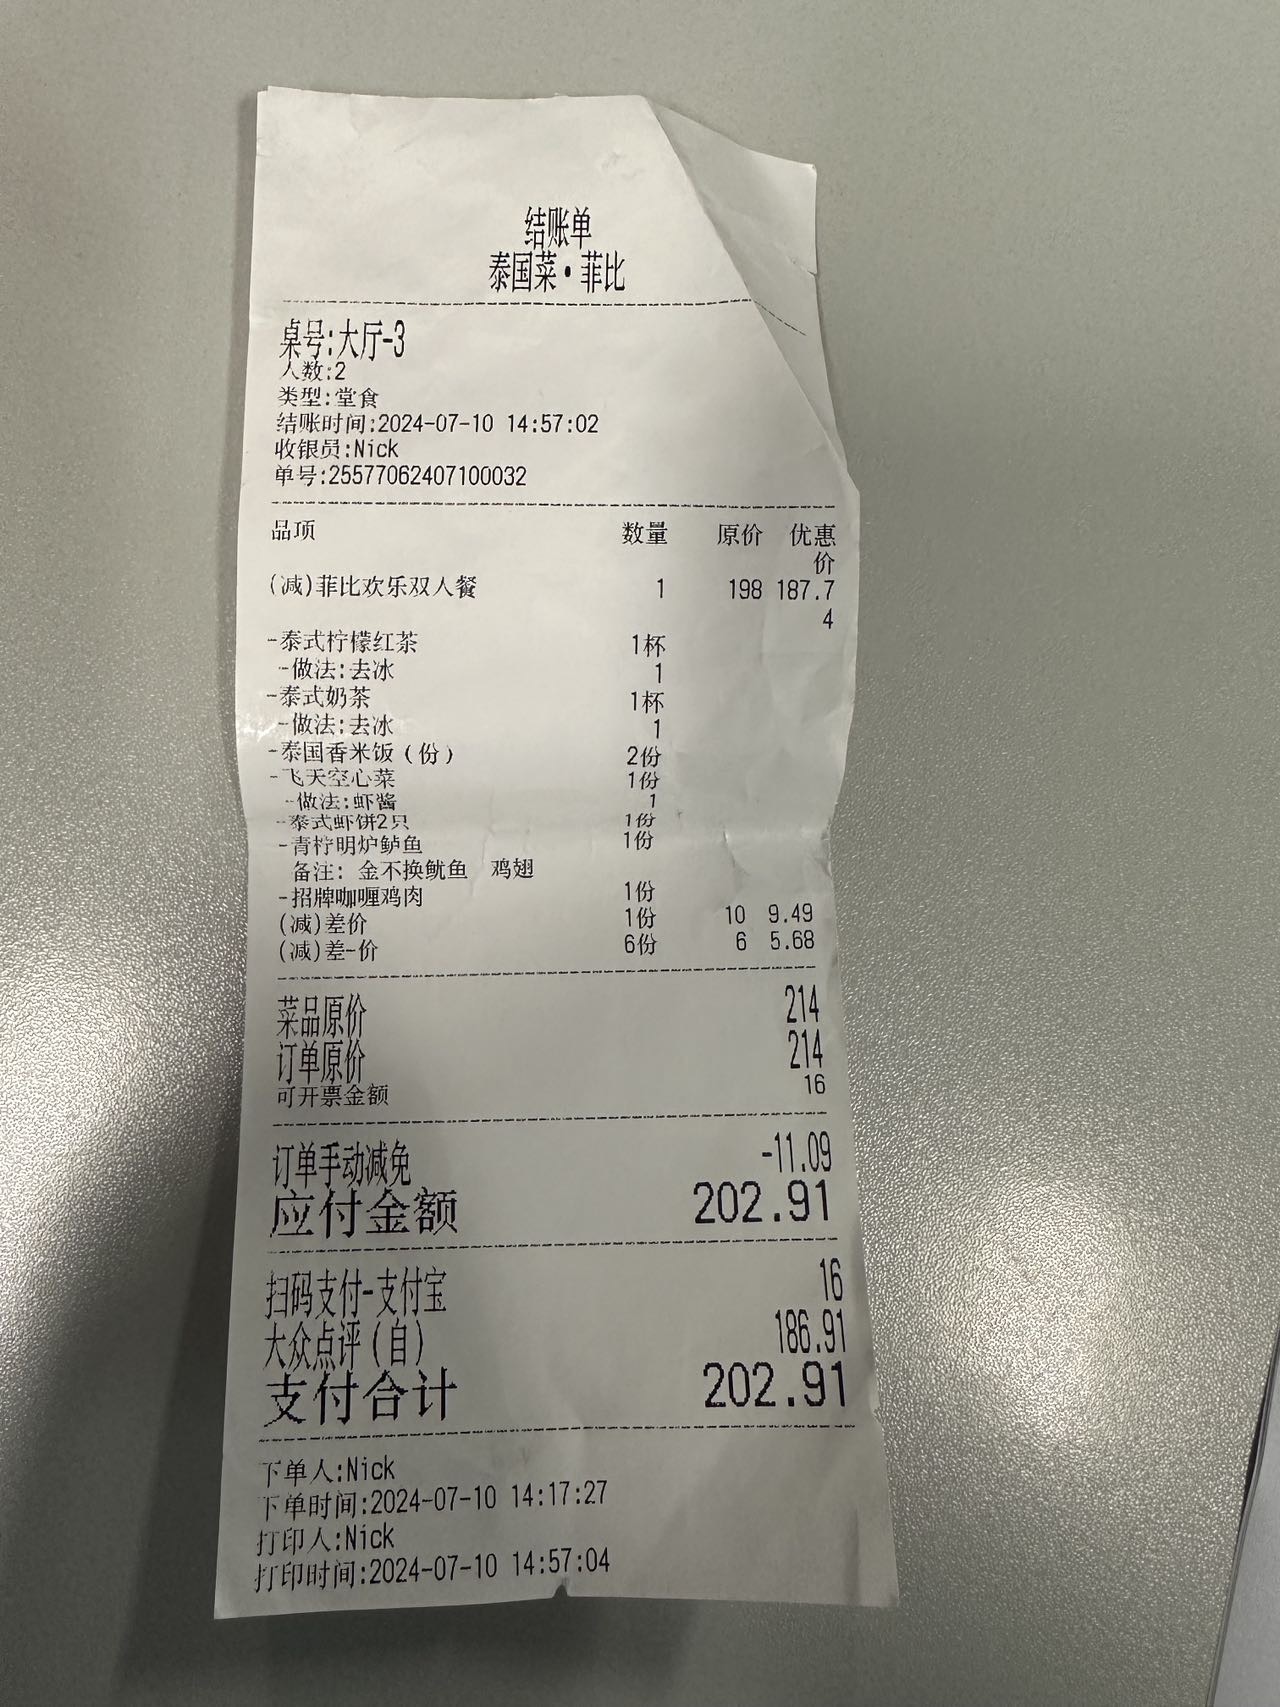 结账单
泰国菜·菲比
桌号:大厅-3
人数:2
类型:堂食
结账时间:2024-07-10 14:57:02
收银员:Nick
单号:25577062407100032
品项 数量 原价 优惠价
(减)菲比欢乐双人餐 1 198 187.74
-泰式柠檬红茶 1杯
-做法:去冰 1
-泰式奶茶 1杯
-做法:去冰 1
-泰国香米饭(份) 2份
-飞天空心菜 1份
-做法:虾酱 1
-泰式虾饼2只 1份
-青柠明炉鲈鱼 1份
备注: 金不换鱿鱼 鸡翅
-招牌咖喱鸡肉 1份
(减)差价 1份 10 9.49
(减)差-价 6份 6 5.68
菜品原价 214
订单原价 214
可开票金额 16
订单手动减免 -11.09
应付金额 202.91
扫码支付-支付宝 16
大众点评(自) 186.91
支付合计 202.91
下单人:Nick
下单时间:2024-07-10 14:17:27
打印人:Nick
打印时间:2024-07-10 14:57:04